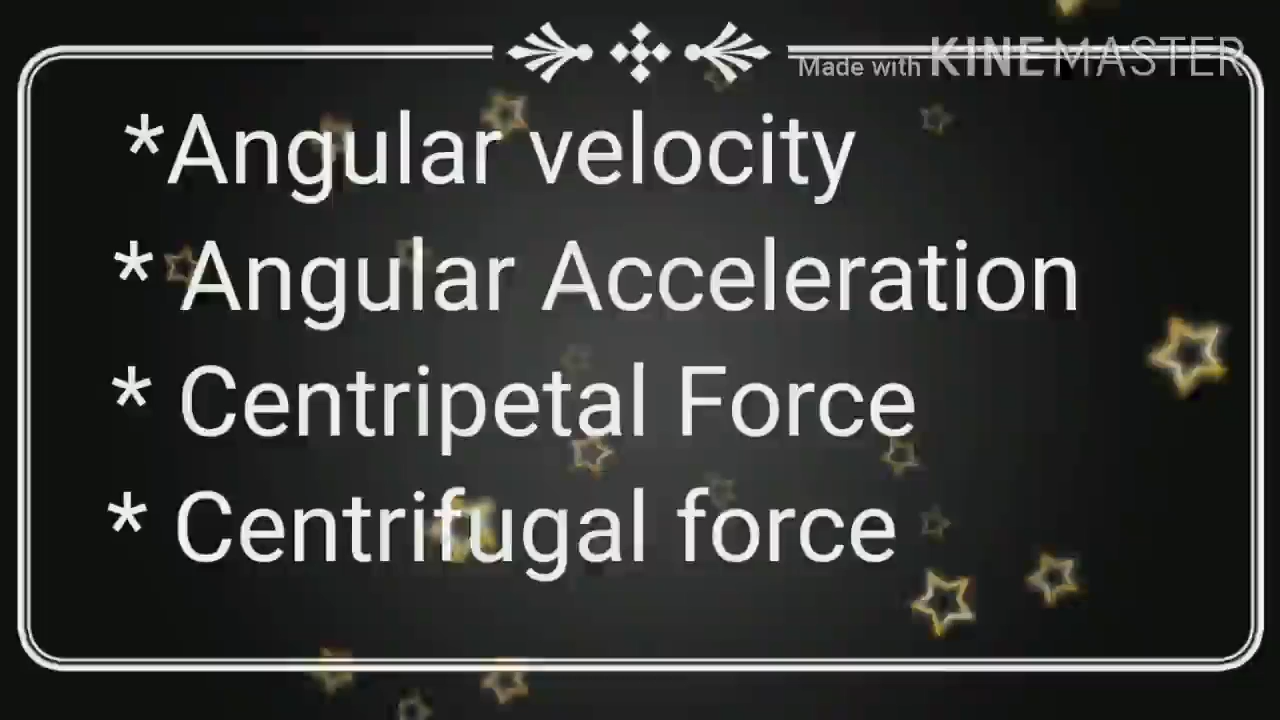 Made with KINEMASTER
*Angular velocity
* Angular Acceleration
* Centripetal Force
* Centrifugal force